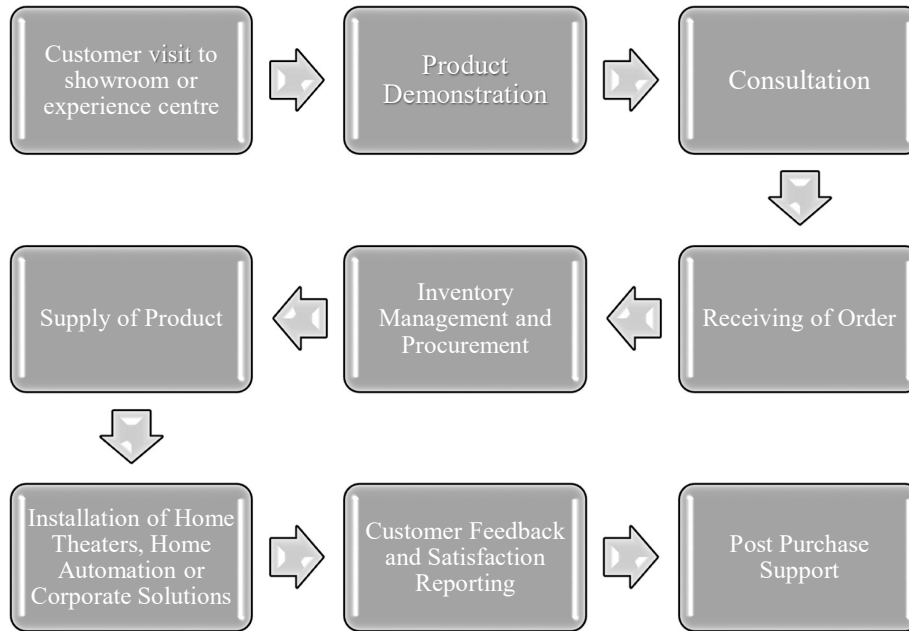 Customer visit to
showroom or
experience centre
Product
Demonstration
Consultation
Receiving of Order
Inventory
Management and
Procurement
Supply of Product
Installation of Home
Theaters, Home
Automation or
Corporate Solutions
Customer Feedback
and Satisfaction
Reporting
Post Purchase
Support